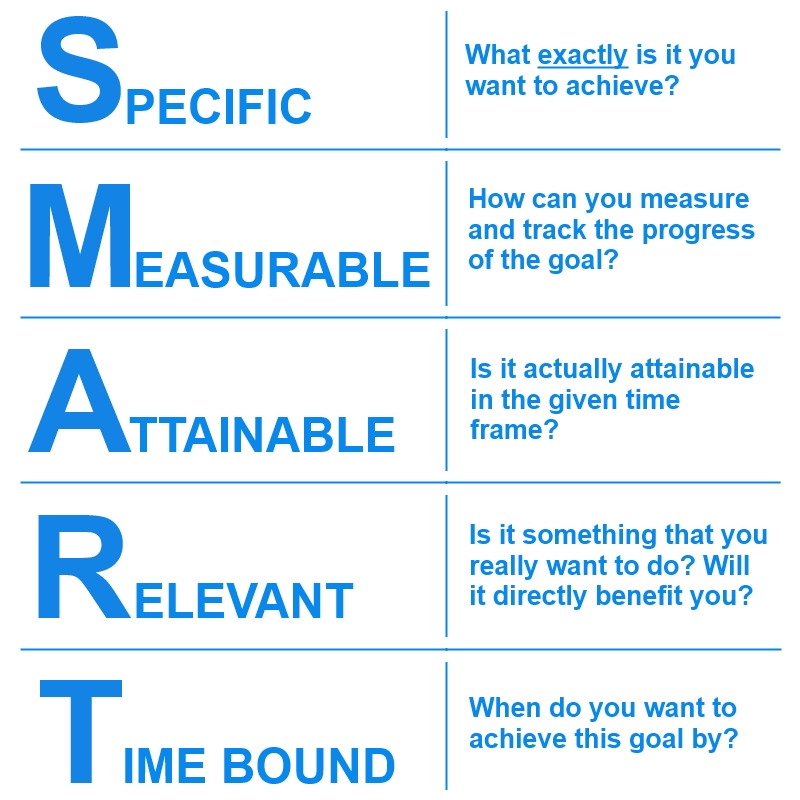 SPECIFIC
What exactly is it you
want to achieve?
MEASURABLE
How can you measure
and track the progress
of the goal?
ATTAINABLE
Is it actually attainable
in the given time
frame?
RELEVANT
Is it something that you
really want to do? Will
it directly benefit you?
TIME BOUND
When do you want to
achieve this goal by?